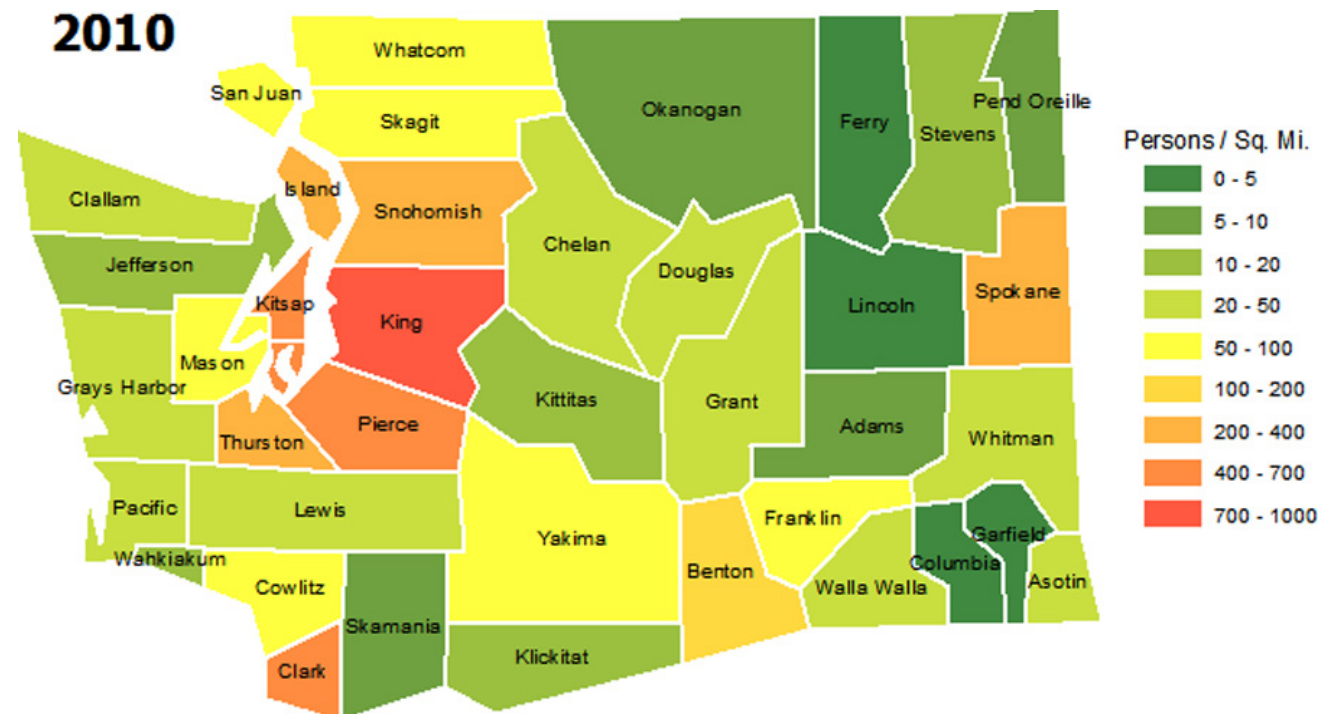 2010
Whatcom
San Juan
Skagit
Okanogan
Ferry
Stevens
Pend Oreille
Clallam
Island
Snohomish
Jefferson
Chelan
Douglas
Kitsap
King
Lincoln
Spokane
Mason
Grays Harbor
Kittitas
Grant
Adams
Whitman
Thurston
Pierce
Pacific
Lewis
Yakima
Franklin
Garfield
Wahkiakum
Cowlitz
Benton
Columbia
Walla Walla
Asotin
Skamania
Klickitat
Clark
Persons / Sq. Mi.
0 - 5
5 - 10
10 - 20
20 - 50
50 - 100
100 - 200
200 - 400
400 - 700
700 - 1000